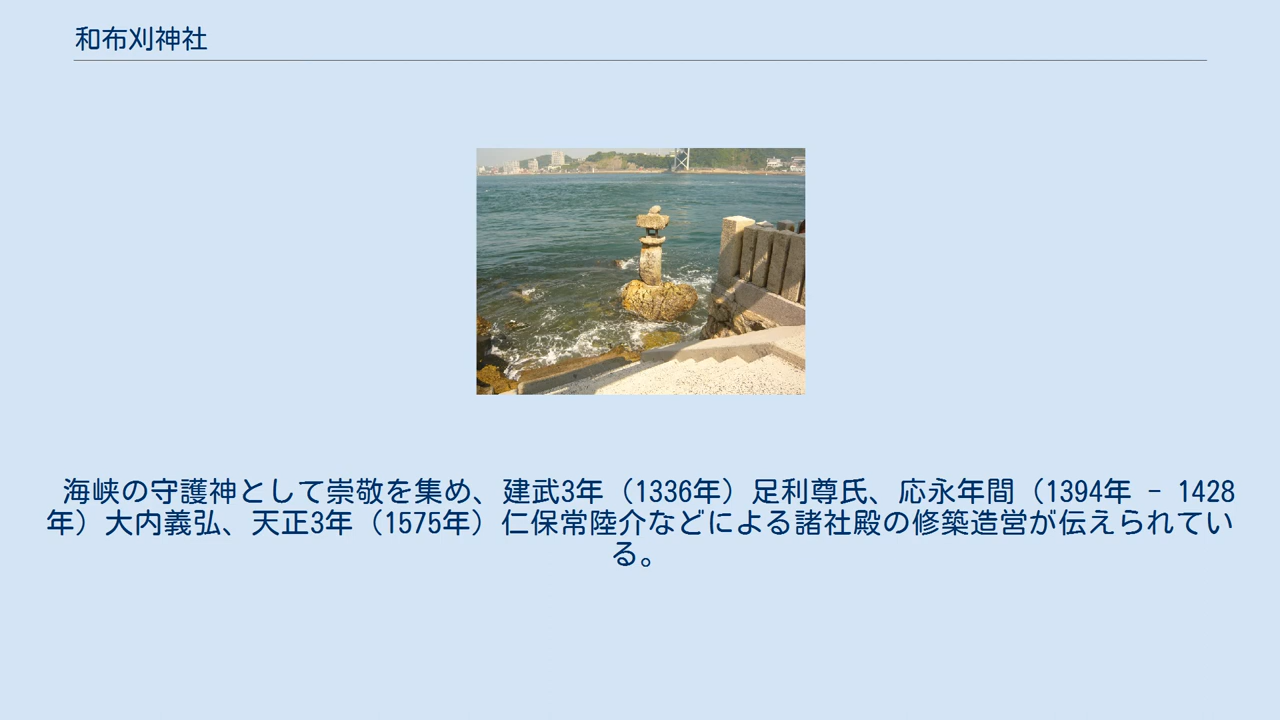 和布刈神社
海峡の守護神として崇敬を集め、建武3年（1336年）足利尊氏、応永年間（1394年 - 1428
年）大内義弘、天正3年（1575年）仁保常陸介などによる諸社殿の修築造営が伝えられてい
る。